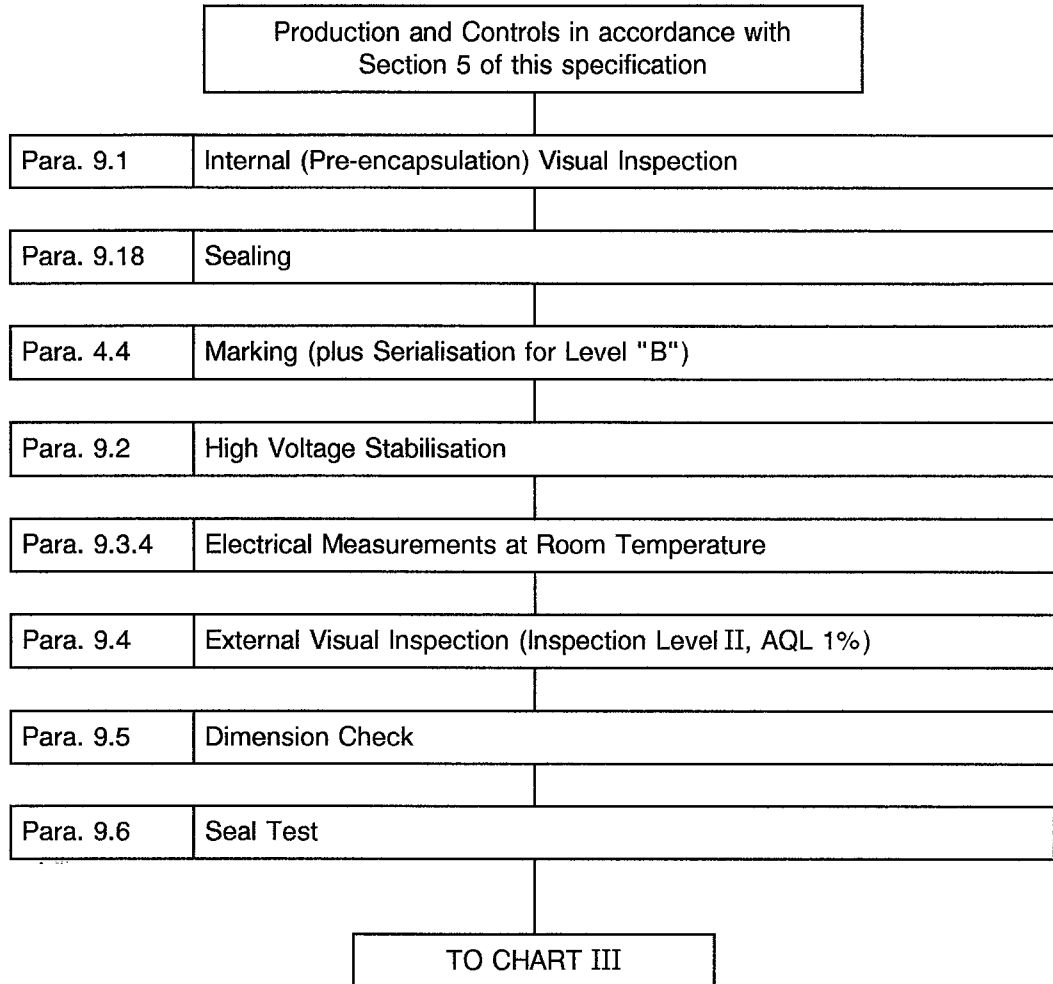 Production and Controls in accordance with
Section 5 of this specification
Para. 9.1 Internal (Pre-encapsulation) Visual Inspection
Para. 9.18 Sealing
Para. 4.4 Marking (plus Serialisation for Level "B")
Para. 9.2 High Voltage Stabilisation
Para. 9.3.4 Electrical Measurements at Room Temperature
Para. 9.4 External Visual Inspection (Inspection Level II, AQL 1%)
Para. 9.5 Dimension Check
Para. 9.6 Seal Test
TO CHART III